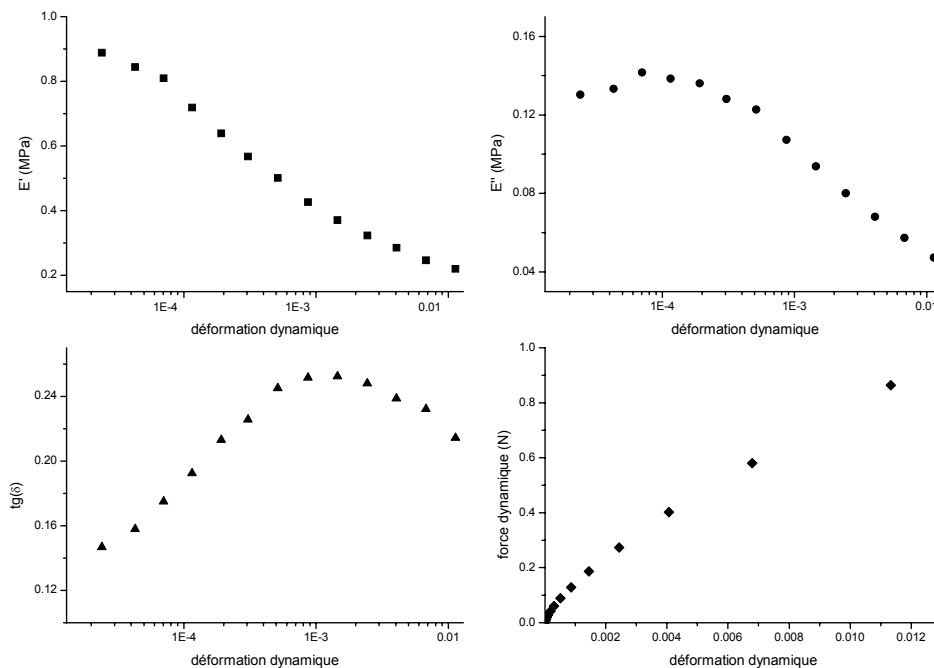 1.0
0.8
0.6
0.4
0.2
E' (MPa)
1E-4 1E-3 0.01
déformation dynamique
0.16
0.12
0.08
0.04
E'' (MPa)
1E-4 1E-3 0.01
déformation dynamique
0.24
0.20
0.16
0.12
tg(δ)
1E-4 1E-3 0.01
déformation dynamique
1.0
0.8
0.6
0.4
0.2
0.0
force dynamique (N)
0.002 0.004 0.006 0.008 0.010 0.012
déformation dynamique